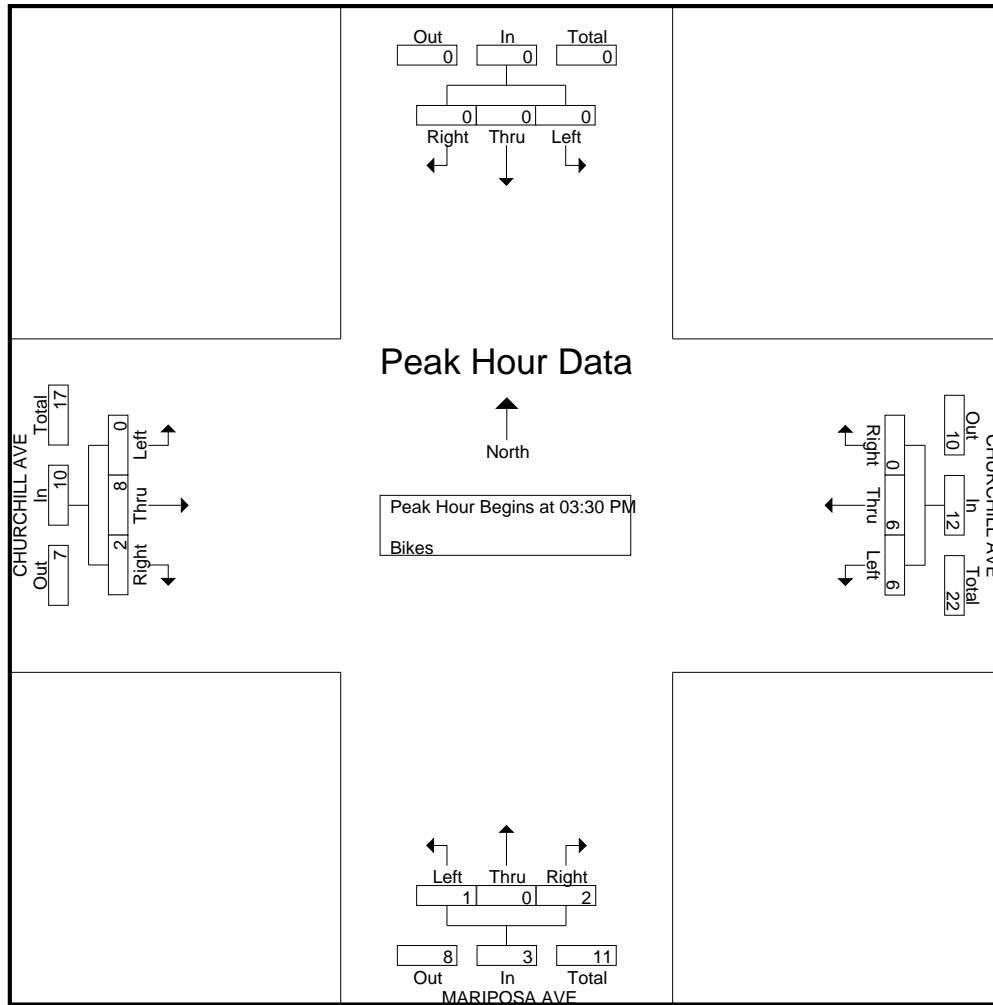 Out In Total
0 0 0
0 0 0
Right Thru Left
Peak Hour Data
North
Peak Hour Begins at 03:30 PM
Bikes
CHURCHILL AVE
Out In Total
7 10 17
Left Thru Right
0 8 2
Right Thru Left
0 6 6
Out In Total
10 12 22
CHURCHILL AVE
Left Thru Right
1 0 2
8 3 11
Out In Total
MARIPOSA AVE